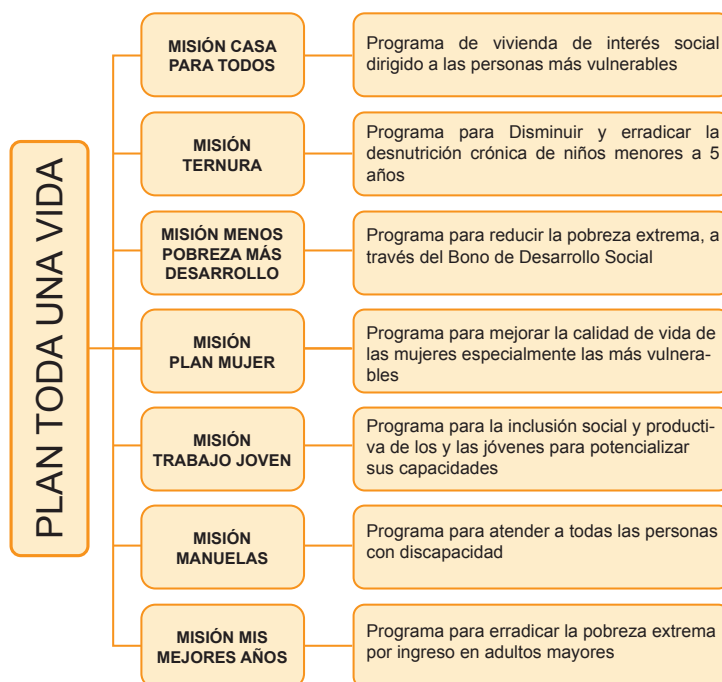 PLAN TODA UNA VIDA
MISIÓN CASA
PARA TODOS
Programa de vivienda de interés social
dirigido a las personas más vulnerables
MISIÓN
TERNURA
Programa para Disminuir y erradicar la
desnutrición crónica de niños menores a 5
años
MISIÓN MENOS
POBREZA MÁS
DESARROLLO
Programa para reducir la pobreza extrema, a
través del Bono de Desarrollo Social
MISIÓN
PLAN MUJER
Programa para mejorar la calidad de vida de
las mujeres especialmente las más vulnera-
bles
MISIÓN
TRABAJO JOVEN
Programa para la inclusión social y producti-
va de los y las jóvenes para potencializar
sus capacidades
MISIÓN
MANUELAS
Programa para atender a todas las personas
con discapacidad
MISIÓN MIS
MEJORES AÑOS
Programa para erradicar la pobreza extrema
por ingreso en adultos mayores